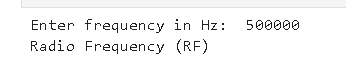 Enter frequency in Hz:  500000
Radio Frequency (RF)